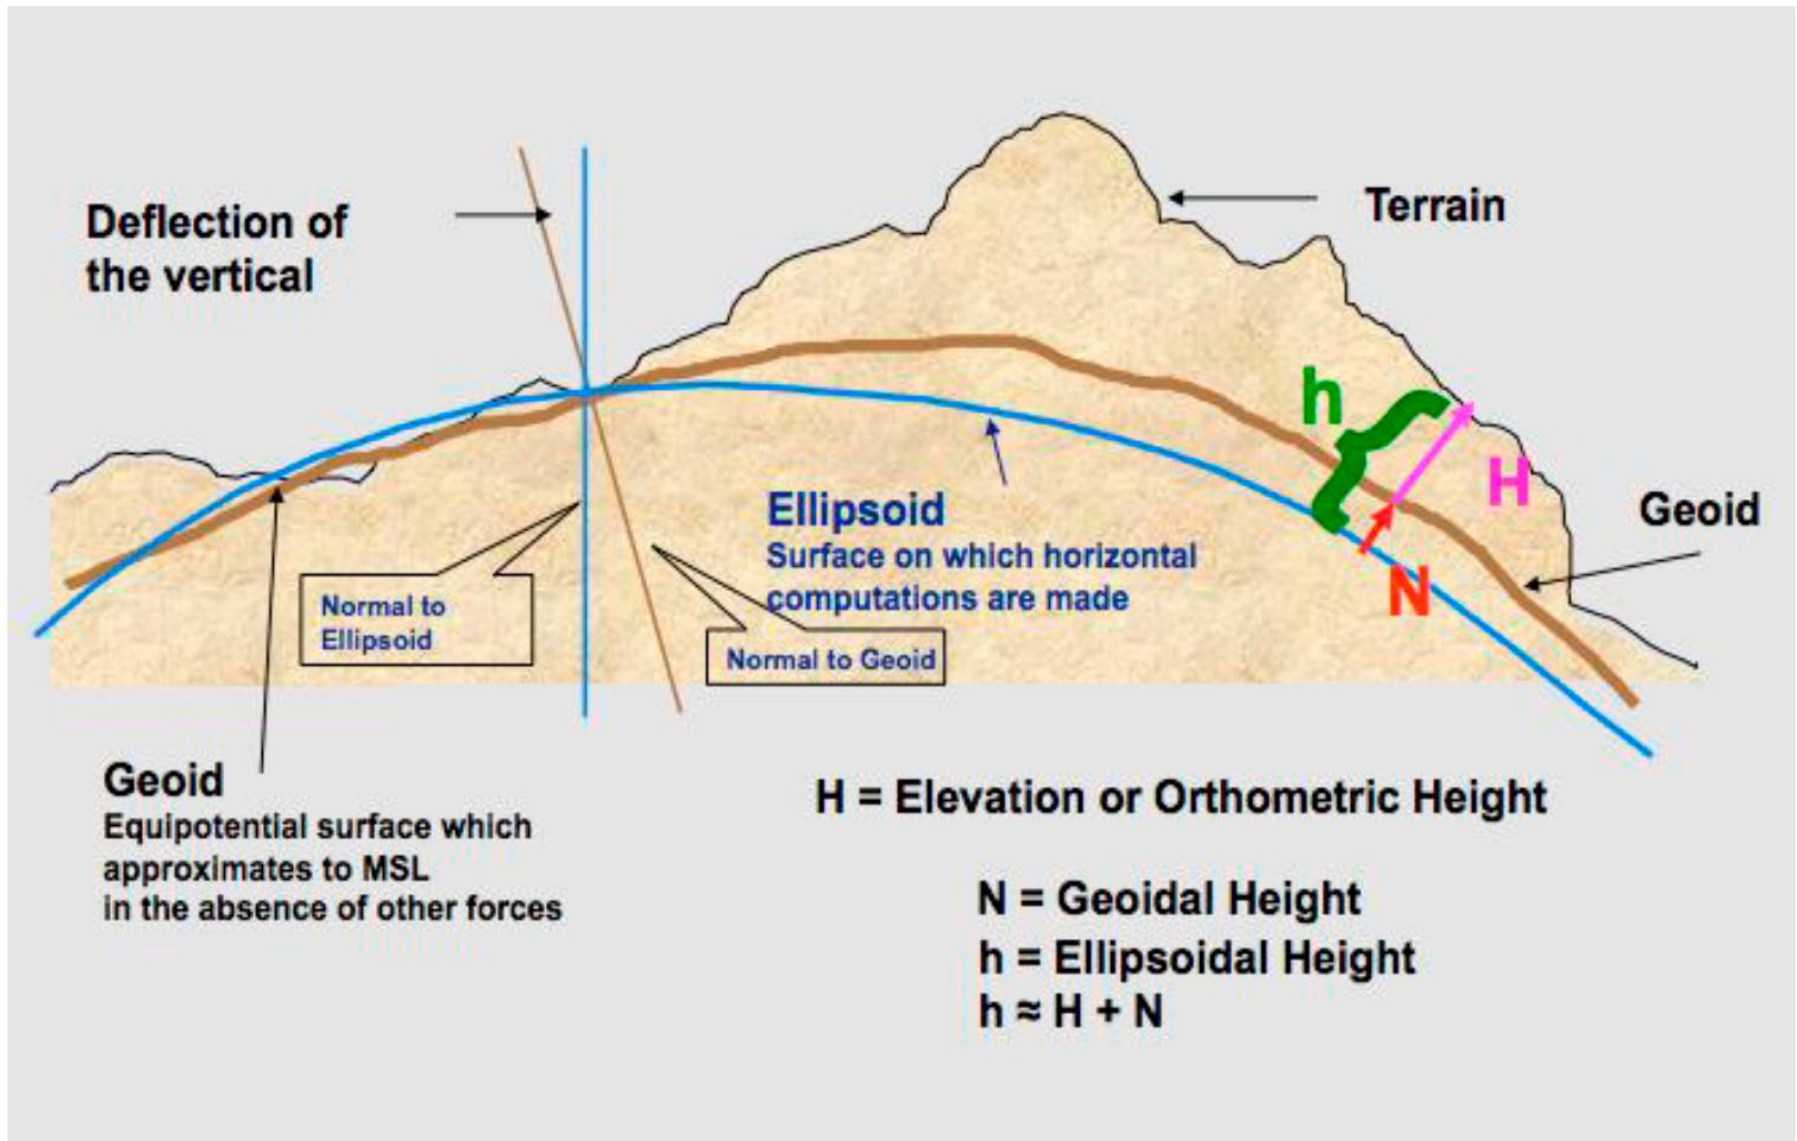 Deflection of
the vertical
Terrain
h
H
N
Geoid
Ellipsoid
Surface on which horizontal
computations are made
Normal to
Ellipsoid
Normal to Geoid
Geoid
Equipotential surface which
approximates to MSL
in the absence of other forces
H = Elevation or Orthometric Height
N = Geoidal Height
h = Ellipsoidal Height
h ≈ H + N